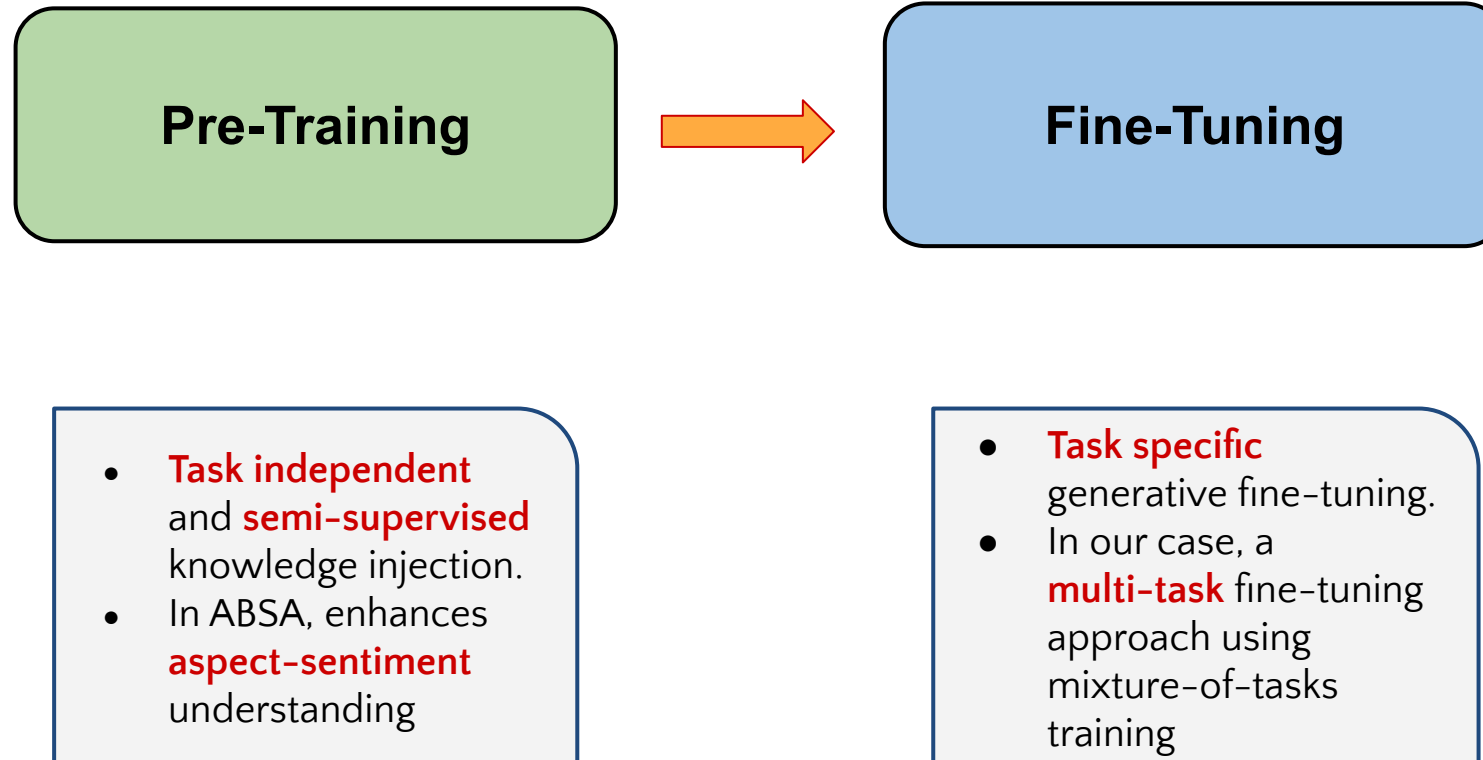 Pre-Training
Fine-Tuning
● Task independent
and semi-supervised
knowledge injection.
● In ABSA, enhances
aspect-sentiment
understanding
● Task specific
generative fine-tuning.
● In our case, a
multi-task fine-tuning
approach using
mixture-of-tasks
training